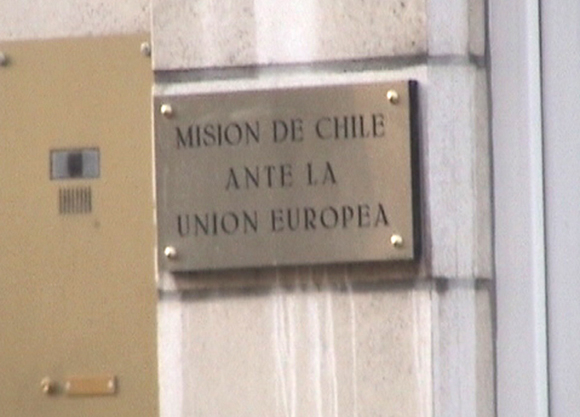 MISION DE CHILE
ANTE LA
UNION EUROPEA